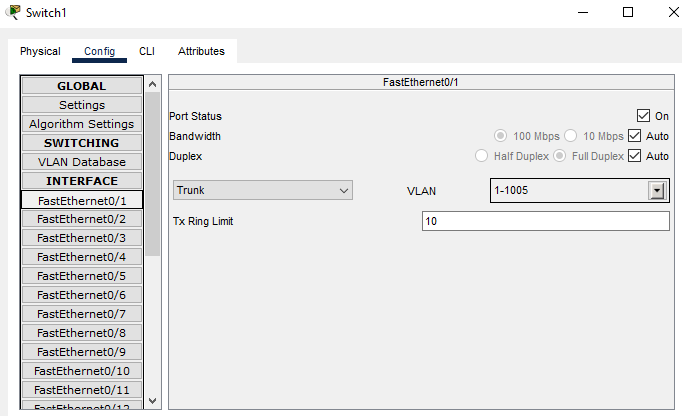 Switch1
Physical Config CLI Attributes
GLOBAL
Settings
Algorithm Settings
SWITCHING
VLAN Database
INTERFACE
FastEthernet0/1
FastEthernet0/2
FastEthernet0/3
FastEthernet0/4
FastEthernet0/5
FastEthernet0/6
FastEthernet0/7
FastEthernet0/8
FastEthernet0/9
FastEthernet0/10
FastEthernet0/11
FastEthernet0/12
FastEthernet0/1
Port Status On
Bandwidth 100 Mbps 10 Mbps Auto
Duplex Half Duplex Full Duplex Auto
Trunk VLAN 1-1005
Tx Ring Limit 10